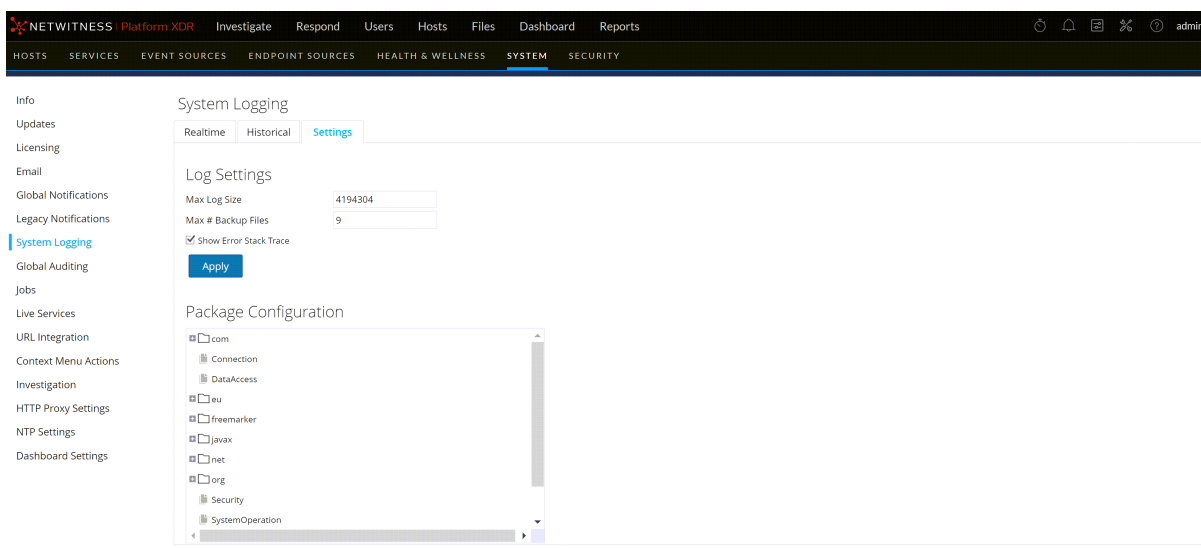 NETWITNESS | Platform XDR Investigate Respond Users Hosts Files Dashboard Reports admin
HOSTS SERVICES EVENT SOURCES ENDPOINT SOURCES HEALTH & WELLNESS SYSTEM SECURITY
Info
Updates
Licensing
Email
Global Notifications
Legacy Notifications
System Logging
Global Auditing
Jobs
Live Services
URL Integration
Context Menu Actions
Investigation
HTTP Proxy Settings
NTP Settings
Dashboard Settings
System Logging
Realtime Historical Settings
Log Settings
Max Log Size 4194304
Max # Backup Files 9
Show Error Stack Trace
Apply
Package Configuration
com
Connection
DataAccess
eu
freemarker
javax
net
org
Security
SystemOperation